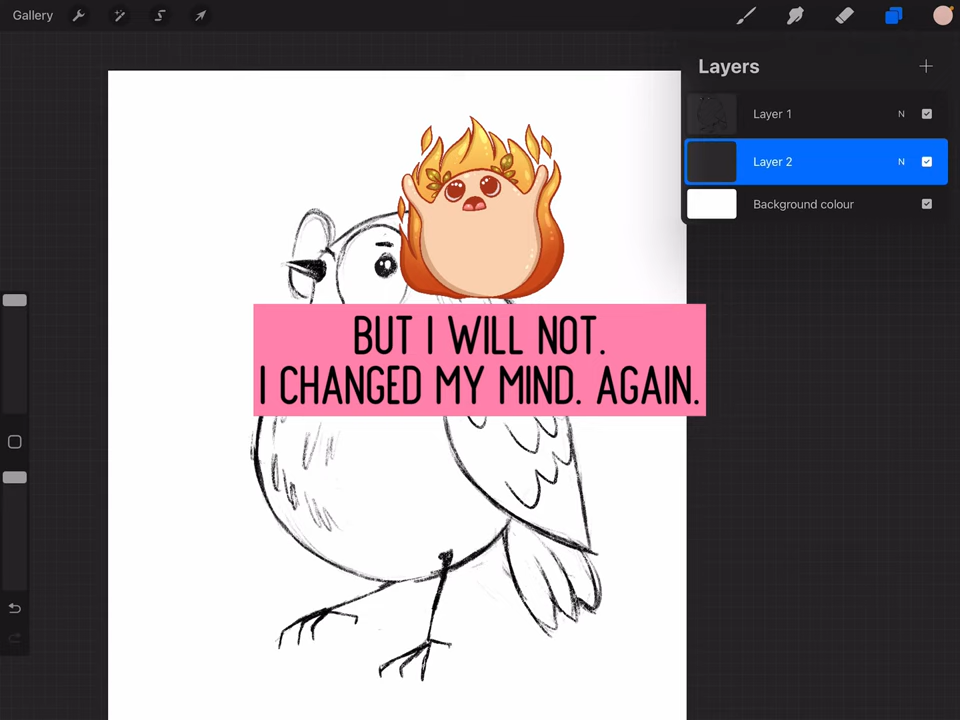 Gallery
Layers
Layer 1 N
Layer 2 N
Background colour
BUT I WILL NOT.
I CHANGED MY MIND. AGAIN.